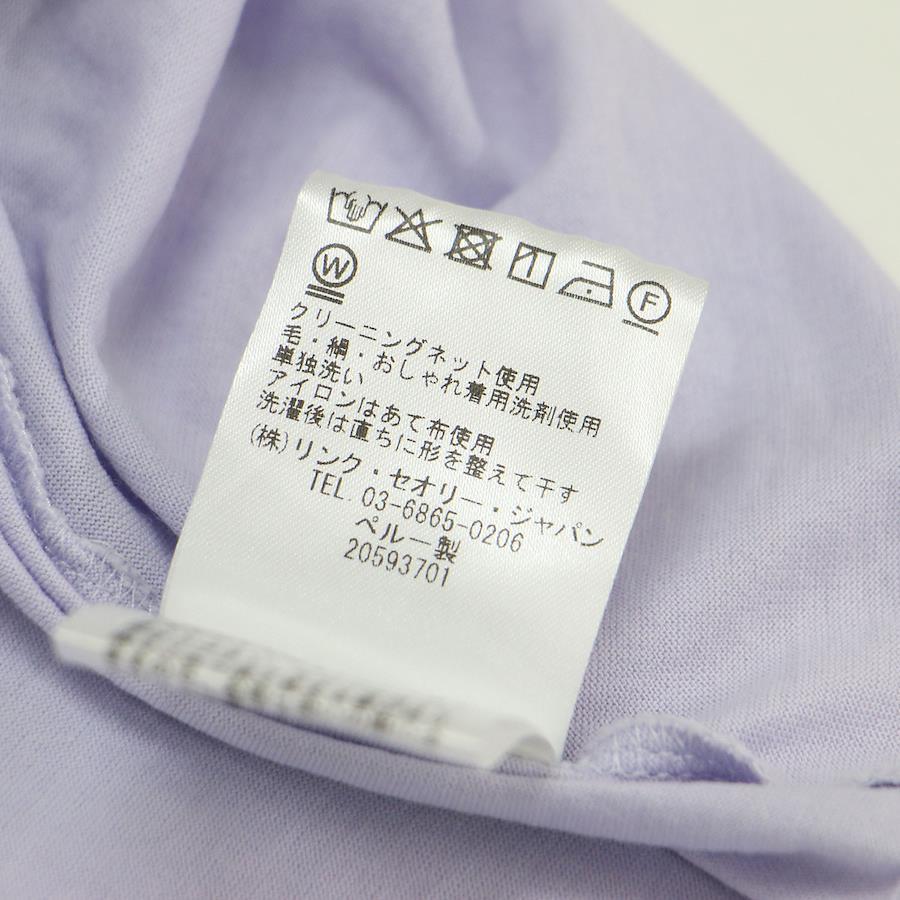 F
W
クリーニングネット使用
毛・絹・おしゃれ着用洗剤使用
単独洗い
アイロンはあて布使用
洗濯後は直ちに形を整えて干す
(株)リンク・セオリー・ジャパン
TEL. 03-6865-0206
ペルー製
20593701